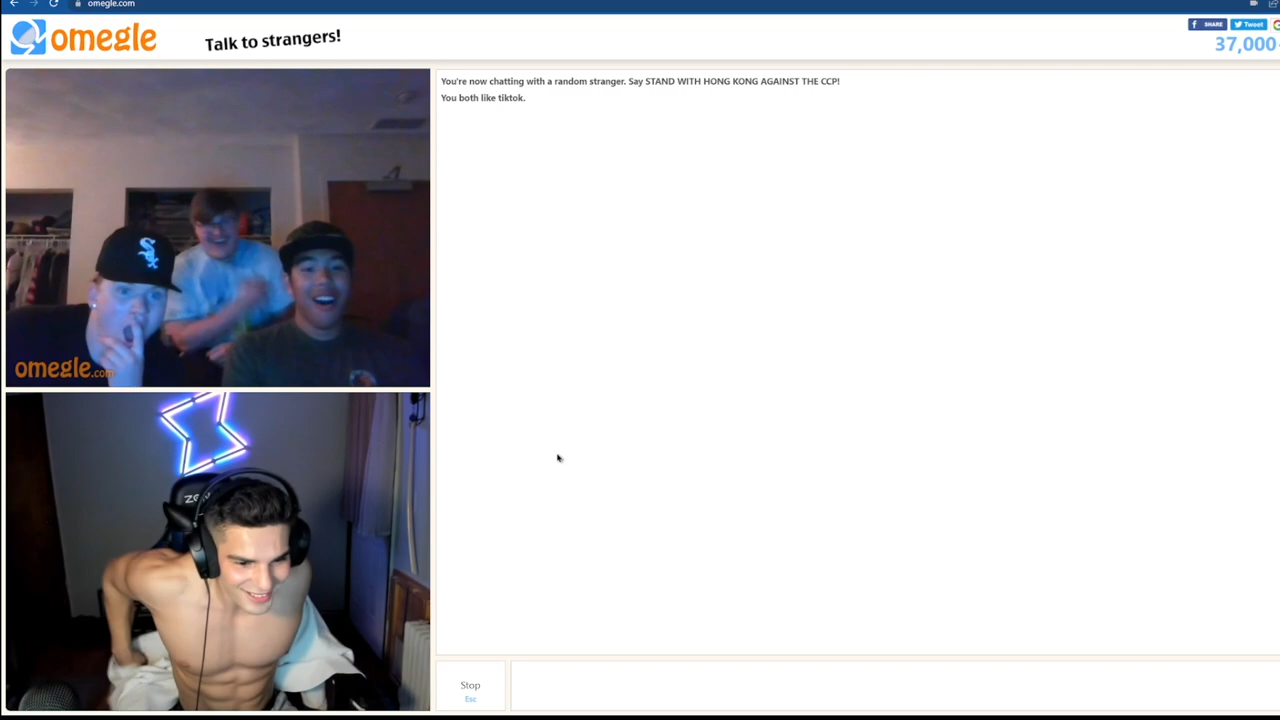 omegle.com
omegle
Talk to strangers!
SHARE
Tweet
37,000
You're now chatting with a random stranger. Say STAND WITH HONG KONG AGAINST THE CCP!
You both like tiktok.
Sox
omegle.com
Stop
Esc